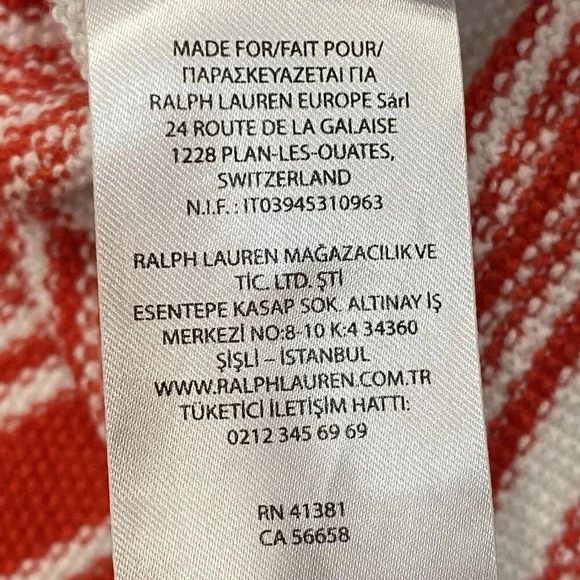 MADE FOR/FAIT POUR/
ΠΑΡΑΣΚΕΥΑΖΕΤΑΙ ΓΙΑ
RALPH LAUREN EUROPE Sárl
24 ROUTE DE LA GALAISE
1228 PLAN-LES-OUATES,
SWITZERLAND
N.I.F. : IT03945310963
RALPH LAUREN MAĞAZACILIK VE
TİC. LTD. ŞTİ
ESENTEPE KASAP SOK. ALTINAY İŞ
MERKEZİ NO:8-10 K:4 34360
ŞİŞLİ – İSTANBUL
WWW.RALPHLAUREN.COM.TR
TÜKETİCİ İLETİŞİM HATTI:
0212 345 69 69
RN 41381
CA 56658